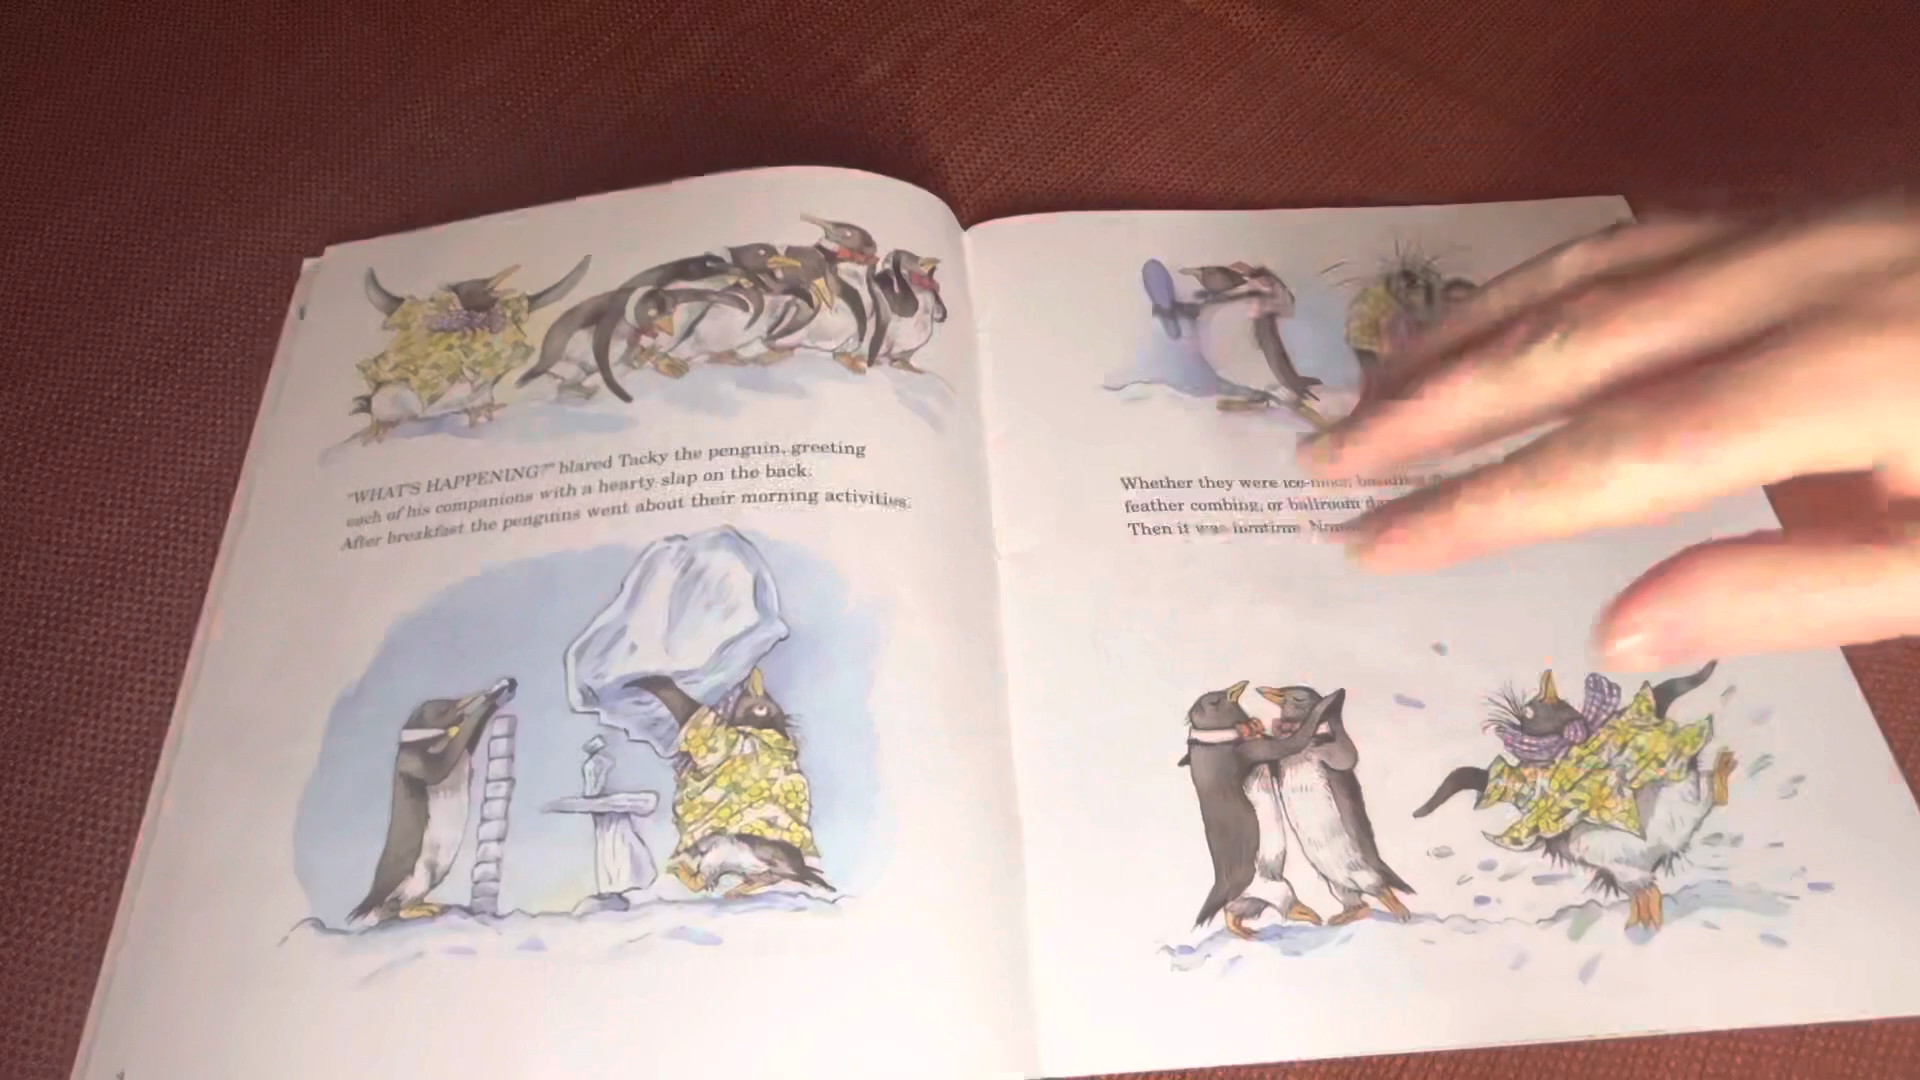 "WHAT'S HAPPENING?" blared Tacky the penguin, greeting
each of his companions with a hearty slap on the back.
After breakfast the penguins went about their morning activities.
Whether they were
feather combing, or ballroom
Then it was